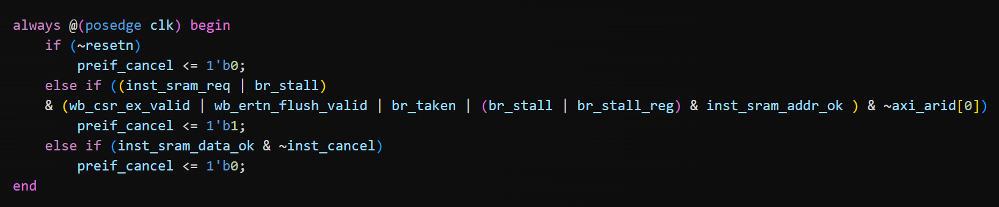 always @(posedge clk) begin
    if (~resetn)
        preif_cancel <= 1'b0;
    else if ((inst_sram_req | br_stall)
    & (wb_csr_ex_valid | wb_ertn_flush_valid | br_taken | (br_stall | br_stall_reg) & inst_sram_addr_ok ) & ~axi_arid[0])
        preif_cancel <= 1'b1;
    else if (inst_sram_data_ok & ~inst_cancel)
        preif_cancel <= 1'b0;
end